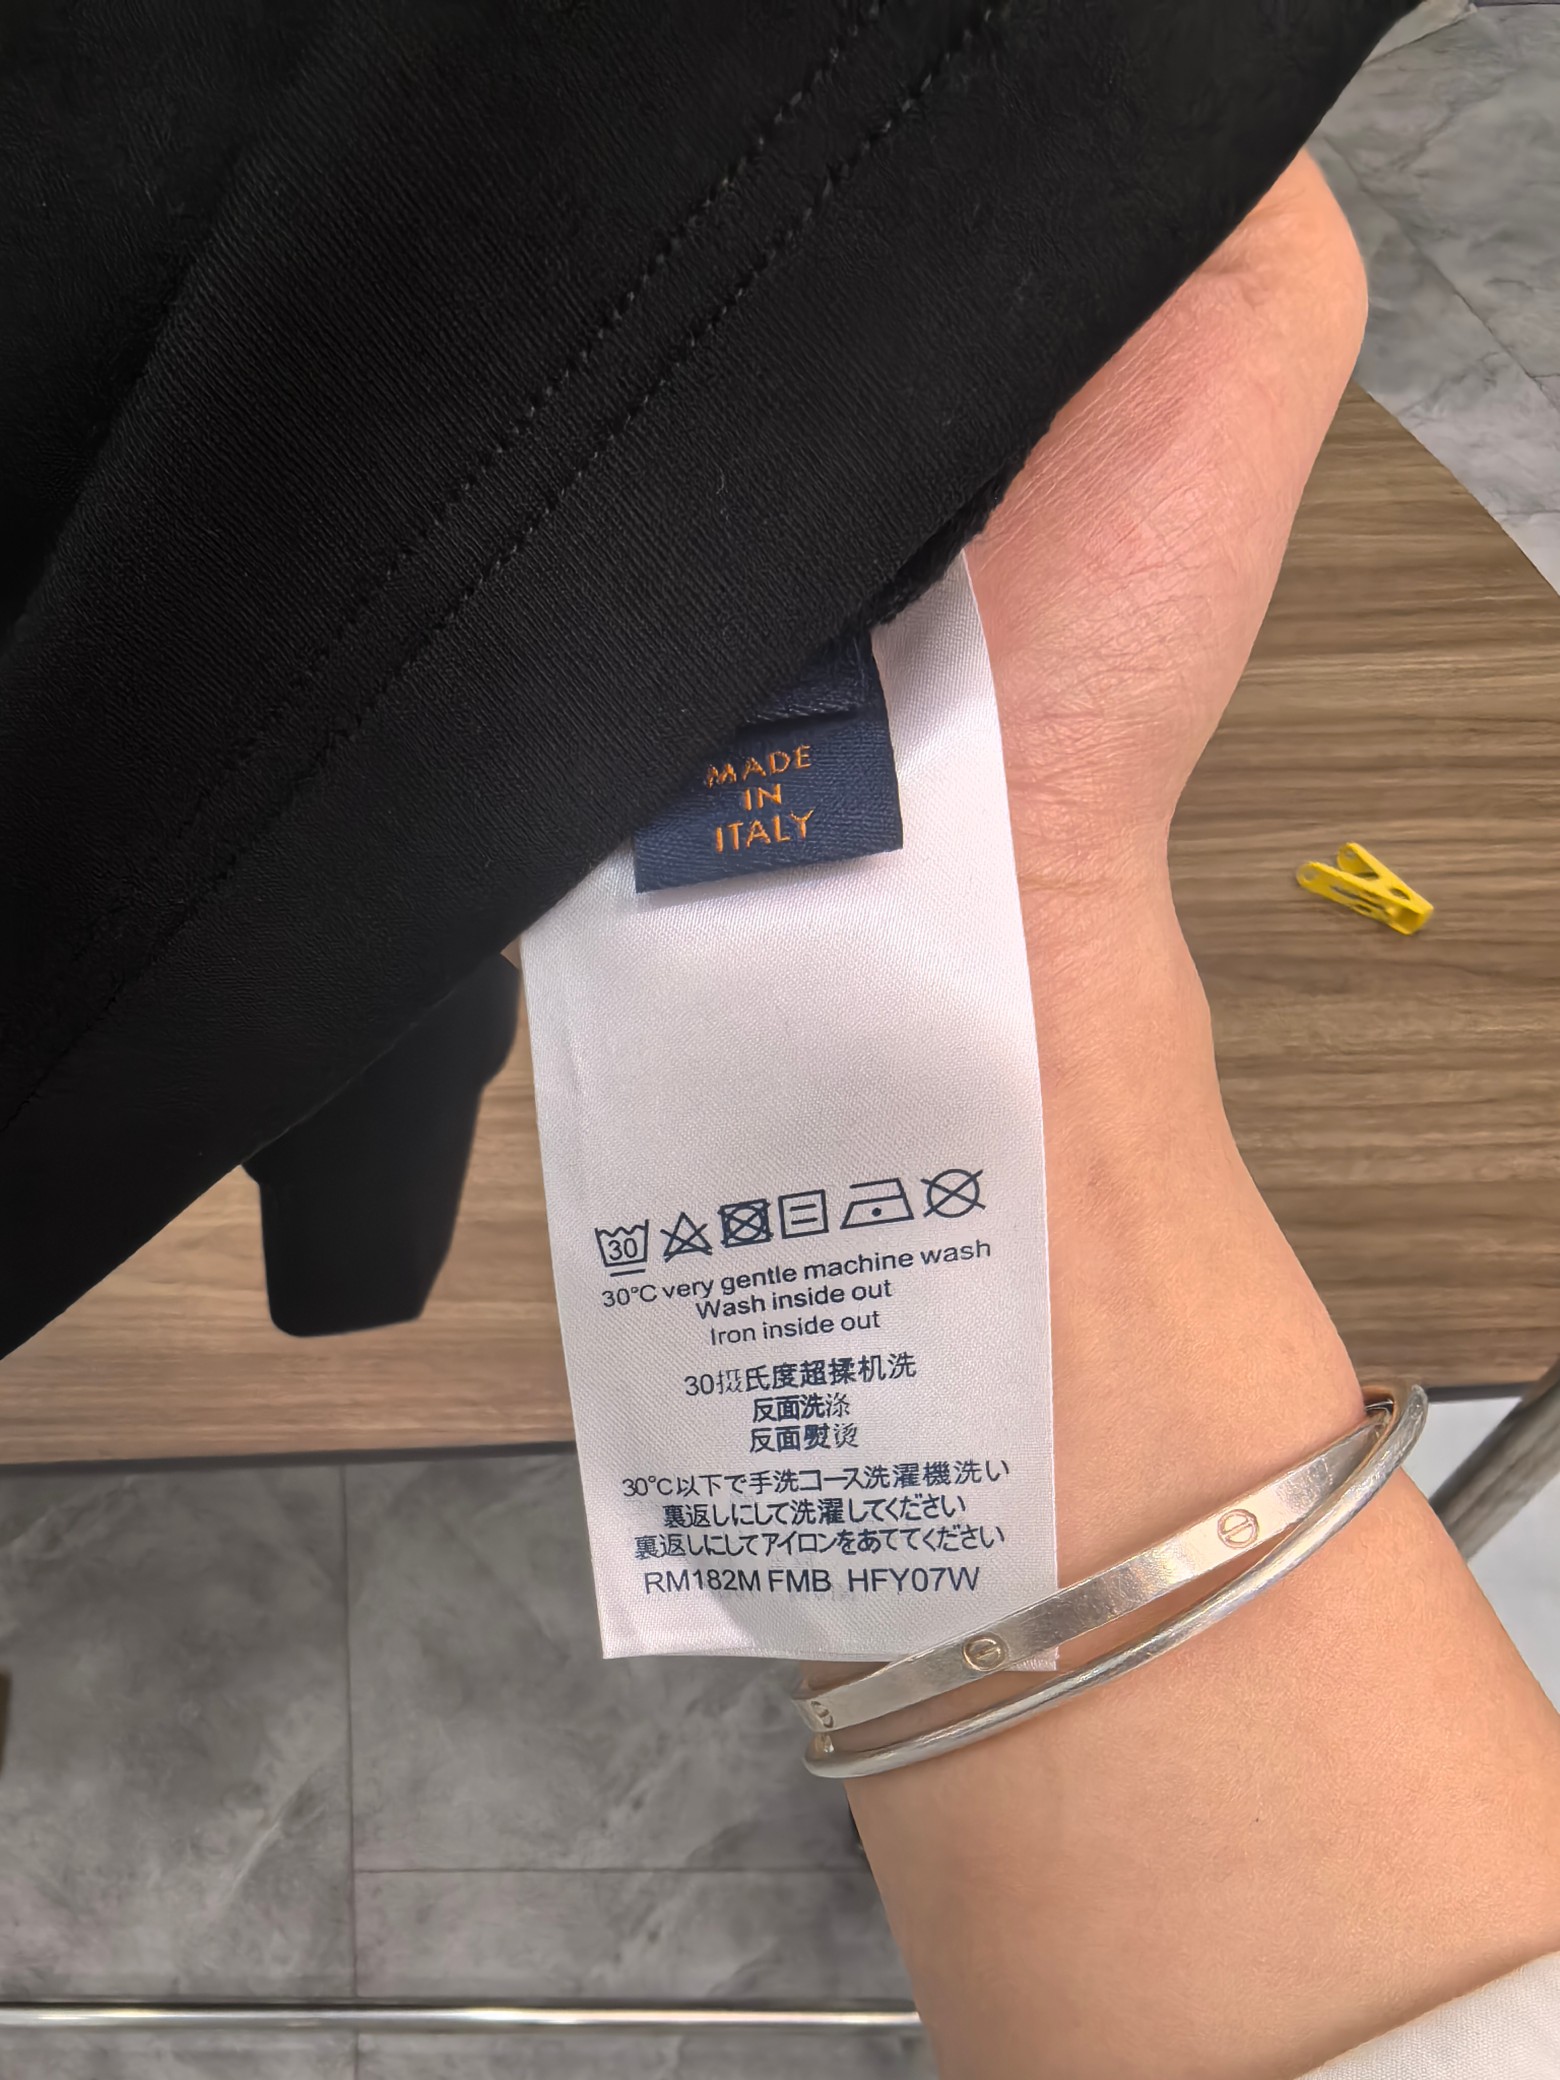 MADE
IN
ITALY
30
30°C very gentle machine wash
Wash inside out
Iron inside out
30摄氏度超揉机洗
反面洗涤
反面熨烫
30°C以下で手洗コース洗濯機洗い
裏返しにして洗濯してください
裏返しにしてアイロンをあててください
RM182M FMB HFY07W